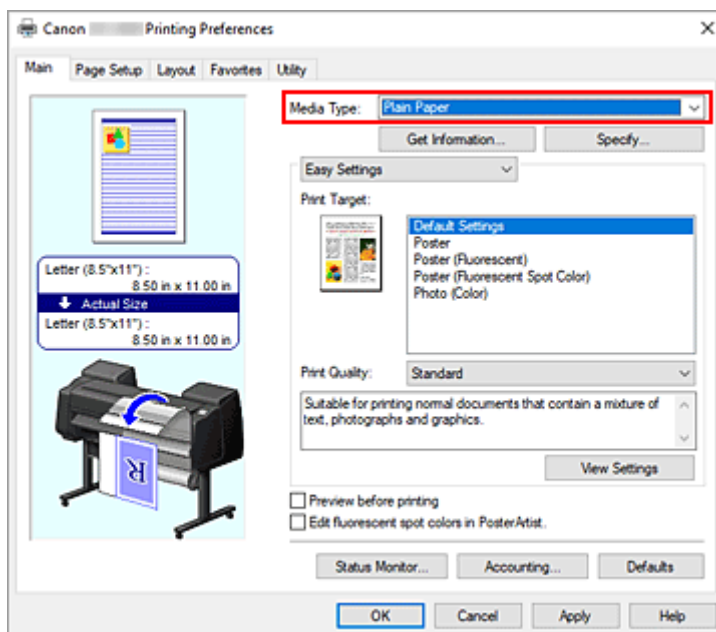 Canon Printing Preferences
Main Page Setup Layout Favorites Utility
Media Type: Plain Paper
Get Information... Specify...
Easy Settings
Print Target:
Default Settings
Poster
Poster (Fluorescent)
Poster (Fluorescent Spot Color)
Photo (Color)
Letter (8.5"x11") :
8.50 in x 11.00 in
Actual Size
Letter (8.5"x11") :
8.50 in x 11.00 in
R
Print Quality: Standard
Suitable for printing normal documents that contain a mixture of
text, photographs and graphics.
View Settings
Preview before printing
Edit fluorescent spot colors in PosterArtist.
Status Monitor... Accounting... Defaults
OK Cancel Apply Help